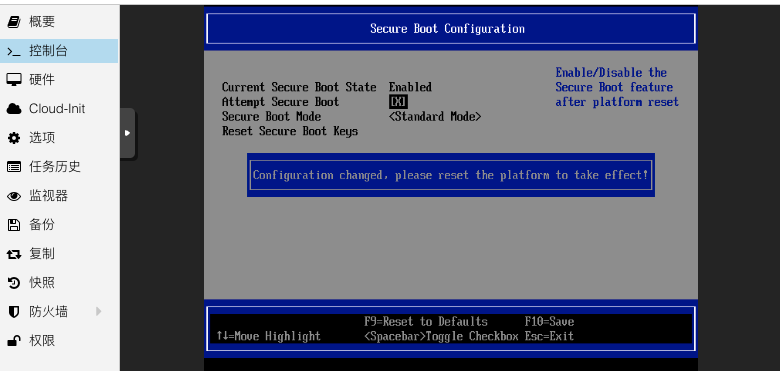 概要
控制台
硬件
Cloud-Init
选项
任务历史
监视器
备份
复制
快照
防火墙
权限
Secure Boot Configuration
Current Secure Boot State Enabled
Attempt Secure Boot [X]
Secure Boot Mode <Standard Mode>
Reset Secure Boot Keys
Enable/Disable the
Secure Boot feature
after platform reset
Configuration changed, please reset the platform to take effect!
F9=Reset to Defaults F10=Save
↑↓=Move Highlight <Spacebar>Toggle Checkbox Esc=Exit